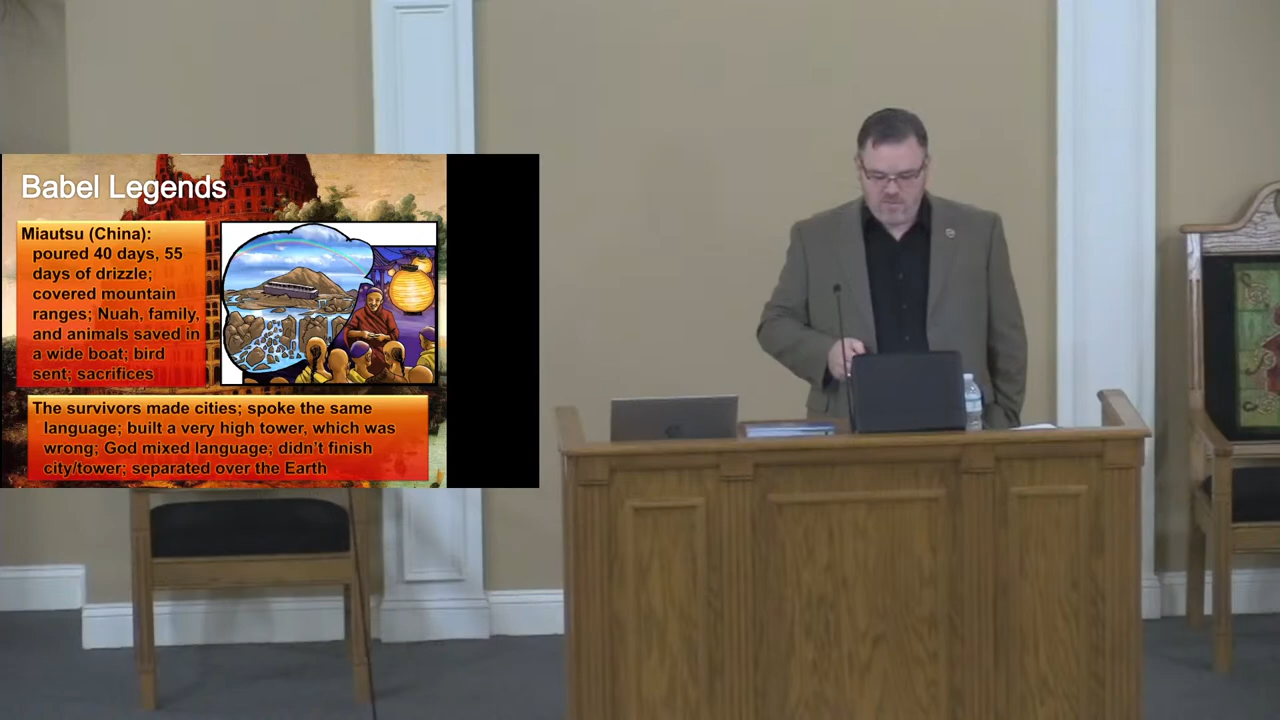 Babel Legends
Miautsu (China):
poured 40 days, 55
days of drizzle;
covered mountain
ranges; Nuah, family,
and animals saved in
a wide boat; bird
sent; sacrifices
The survivors made cities; spoke the same
language; built a very high tower, which was
wrong; God mixed language; didn't finish
city/tower; separated over the Earth